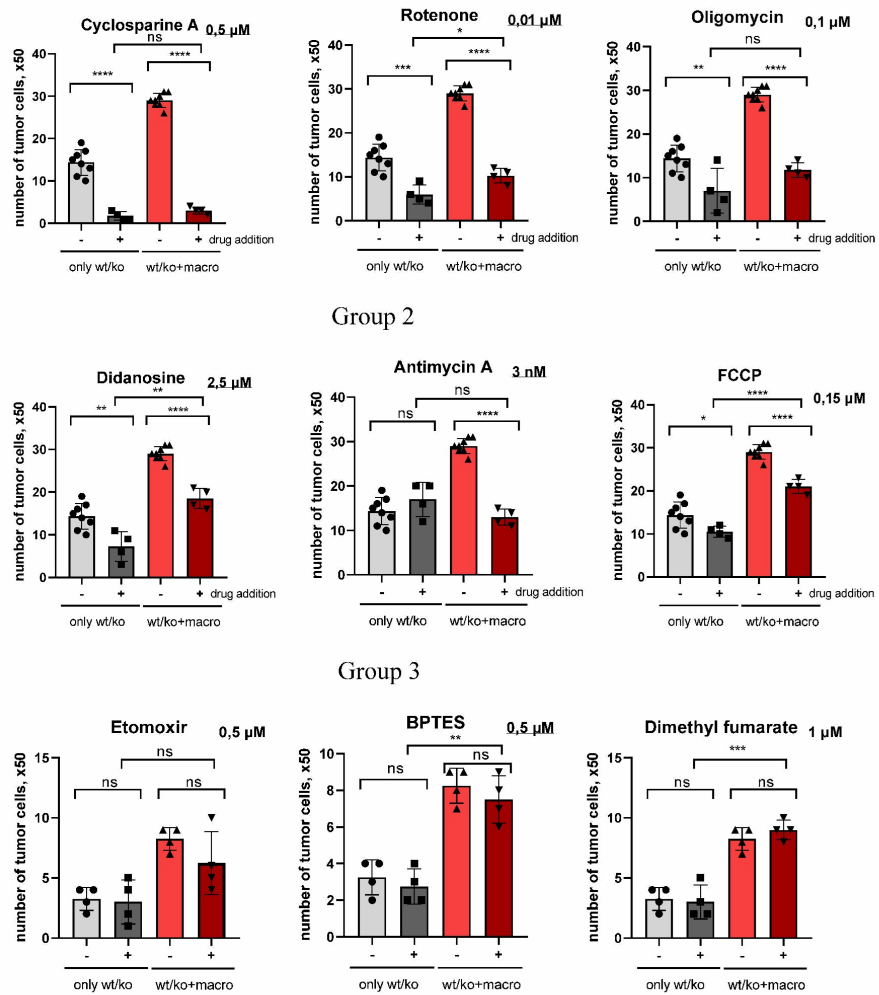 Cyclosparine A 0,5 µM
ns
**** ****
number of tumor cells, x50
40
30
20
10
0
- + - + drug addition
only wt/ko wt/ko+macro
Rotenone 0,01 µM
*
*** ****
number of tumor cells, x50
40
30
20
10
0
- + - + drug addition
only wt/ko wt/ko+macro
Oligomycin 0,1 µM
ns
** ****
number of tumor cells, x50
40
30
20
10
0
- + - + drug addition
only wt/ko wt/ko+macro
Group 2
Didanosine 2,5 µM
**
** ****
number of tumor cells, x50
40
30
20
10
0
- + - + drug addition
only wt/ko wt/ko+macro
Antimycin A 3 nM
ns
ns ****
number of tumor cells, x50
40
30
20
10
0
- + - +
only wt/ko wt/ko+macro
FCCP 0,15 µM
****
* ****
number of tumor cells, x50
40
30
20
10
0
- + - + drug addition
only wt/ko wt/ko+macro
Group 3
Etomoxir 0,5 µM
ns
ns ns
number of tumor cells, x50
15
10
5
0
- + - +
only wt/ko wt/ko+macro
BPTES 0,5 µM
**
ns ns
number of tumor cells, x50
10
8
6
4
2
0
- + - +
only wt/ko wt/ko+macro
Dimethyl fumarate 1 µM
***
ns ns
number of tumor cells, x50
15
10
5
0
- + - +
only wt/ko wt/ko+macro